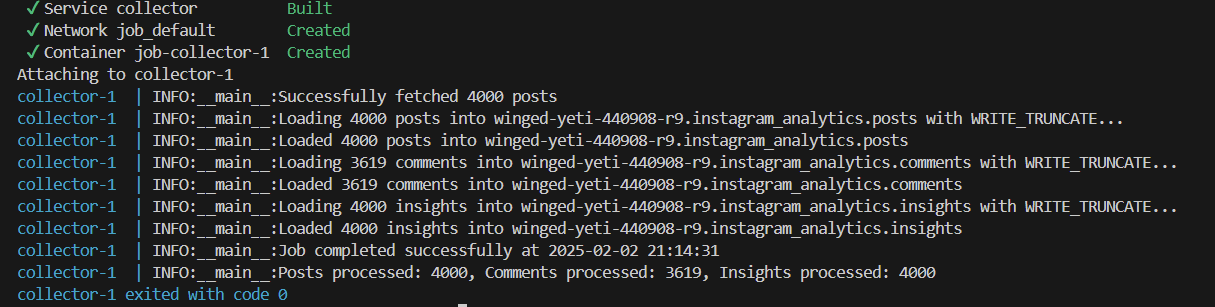 ✓ Service collector Built
✓ Network job_default Created
✓ Container job-collector-1 Created
Attaching to collector-1
collector-1 | INFO:__main__:Successfully fetched 4000 posts
collector-1 | INFO:__main__:Loading 4000 posts into winged-yeti-440908-r9.instagram_analytics.posts with WRITE_TRUNCATE...
collector-1 | INFO:__main__:Loaded 4000 posts into winged-yeti-440908-r9.instagram_analytics.posts
collector-1 | INFO:__main__:Loading 3619 comments into winged-yeti-440908-r9.instagram_analytics.comments with WRITE_TRUNCATE...
collector-1 | INFO:__main__:Loaded 3619 comments into winged-yeti-440908-r9.instagram_analytics.comments
collector-1 | INFO:__main__:Loading 4000 insights into winged-yeti-440908-r9.instagram_analytics.insights with WRITE_TRUNCATE...
collector-1 | INFO:__main__:Loaded 4000 insights into winged-yeti-440908-r9.instagram_analytics.insights
collector-1 | INFO:__main__:Job completed successfully at 2025-02-02 21:14:31
collector-1 | INFO:__main__:Posts processed: 4000, Comments processed: 3619, Insights processed: 4000
collector-1 exited with code 0